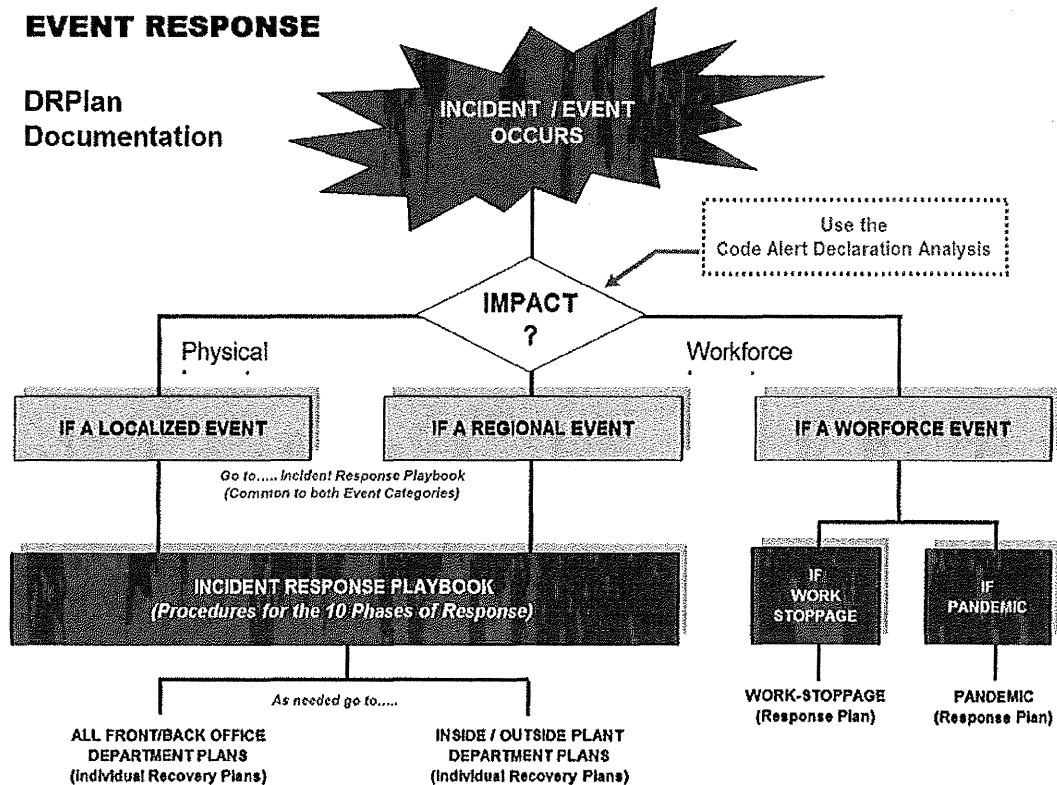 EVENT RESPONSE
DRPlan
Documentation
INCIDENT / EVENT
OCCURS
Use the
Code Alert Declaration Analysis
IMPACT
?
Physical
Workforce
IF A LOCALIZED EVENT
IF A REGIONAL EVENT
IF A WORFORCE EVENT
Go to..... Incident Response Playbook
(Common to both Event Categories)
INCIDENT RESPONSE PLAYBOOK
(Procedures for the 10 Phases of Response)
IF
WORK
STOPPAGE
IF
PANDEMIC
As needed go to.....
WORK-STOPPAGE
(Response Plan)
PANDEMIC
(Response Plan)
ALL FRONT/BACK OFFICE
DEPARTMENT PLANS
(Individual Recovery Plans)
INSIDE / OUTSIDE PLANT
DEPARTMENT PLANS
(Individual Recovery Plans)